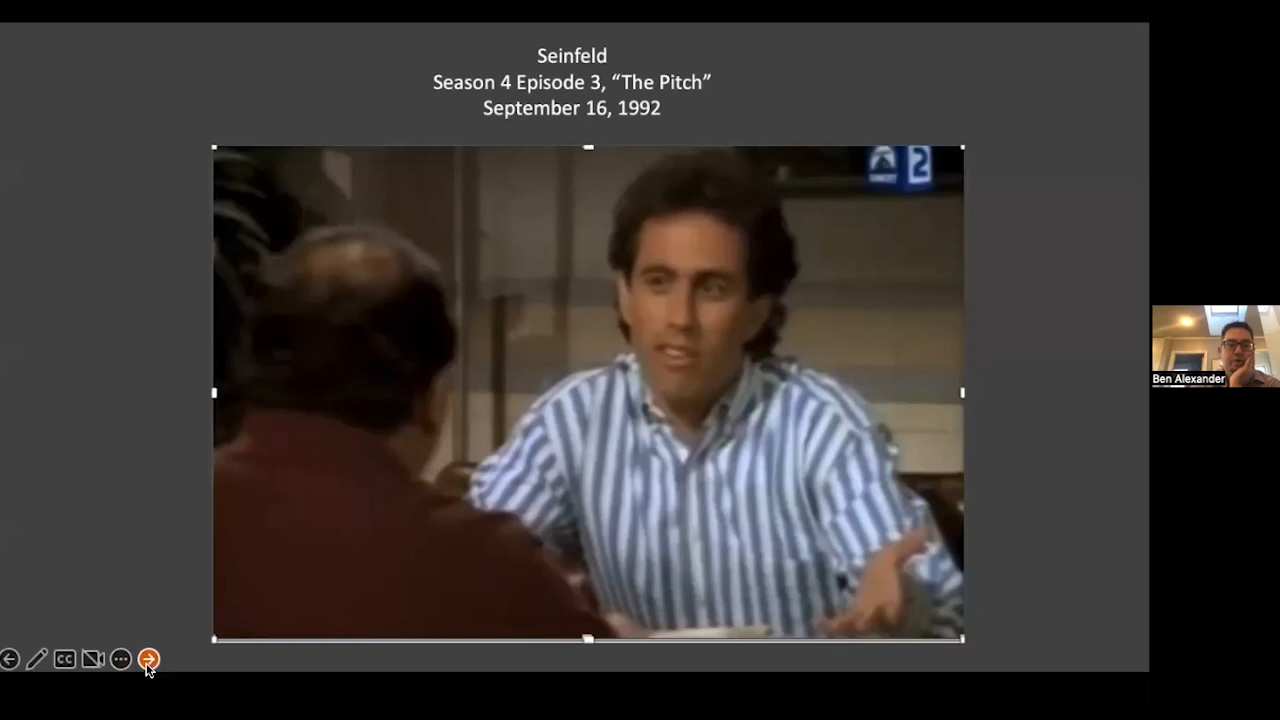 Seinfeld
Season 4 Episode 3, “The Pitch”
September 16, 1992
2
Ben Alexander
CC